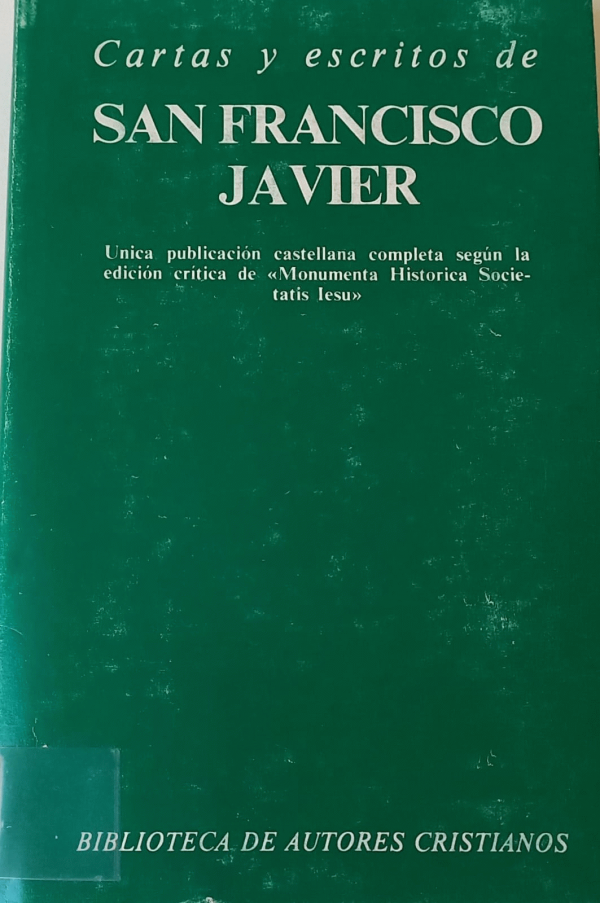 Cartas y escritos de
SAN FRANCISCO
JAVIER
Unica publicación castellana completa según la
edición crítica de «Monumenta Historica Socie-
tatis Iesu»
BIBLIOTECA DE AUTORES CRISTIANOS